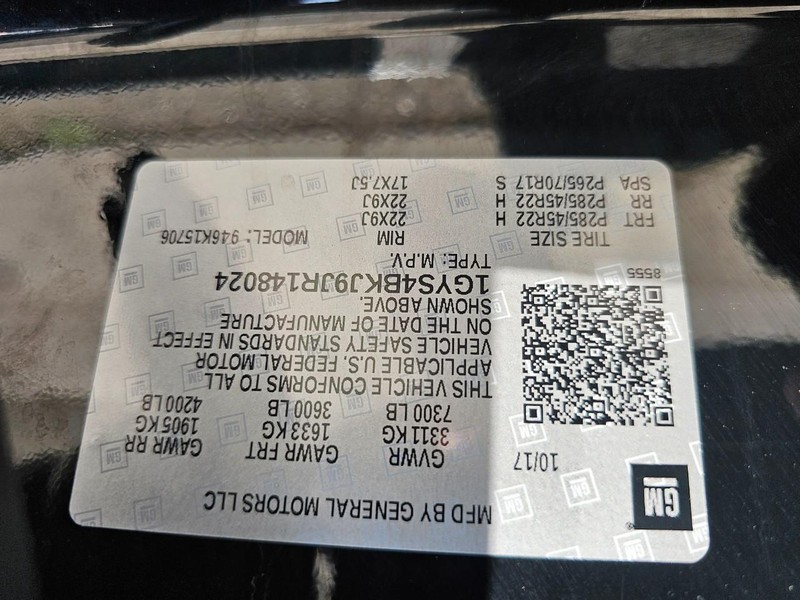 GM
MFD BY GENERAL MOTORS LLC
10/17
GVWR GAWR FRT GAWR RR
3311 KG 1633 KG 1905 KG
7300 LB 3600 LB 4200 LB
THIS VEHICLE CONFORMS TO ALL
APPLICABLE U.S. FEDERAL MOTOR
VEHICLE SAFETY STANDARDS IN EFFECT
ON THE DATE OF MANUFACTURE
SHOWN ABOVE.
1GYS4BKJ9JR148024
8555
TYPE: M.P.V.
TIRE SIZE RIM MODEL: 946K15706
FRT P285/45R22 H 22X9J
RR P285/45R22 H 22X9J
SPA P265/70R17 S 17X7.5J